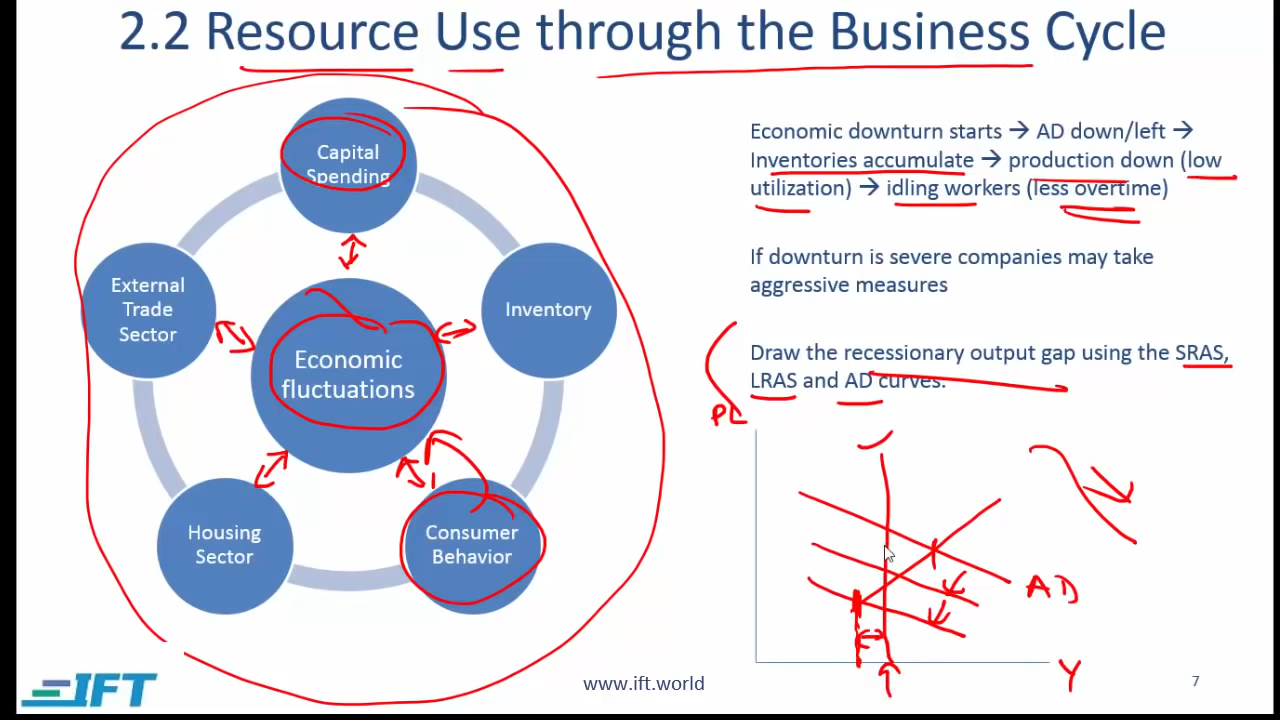 2.2 Resource Use through the Business Cycle
Capital
Spending
External
Trade
Sector
Inventory
Economic
fluctuations
Housing
Sector
Consumer
Behavior
Economic downturn starts → AD down/left →
Inventories accumulate → production down (low
utilization) → idling workers (less overtime)
If downturn is severe companies may take
aggressive measures
Draw the recessionary output gap using the SRAS,
LRAS and AD curves.
PL
AD
Y
IFT
www.ift.world
7